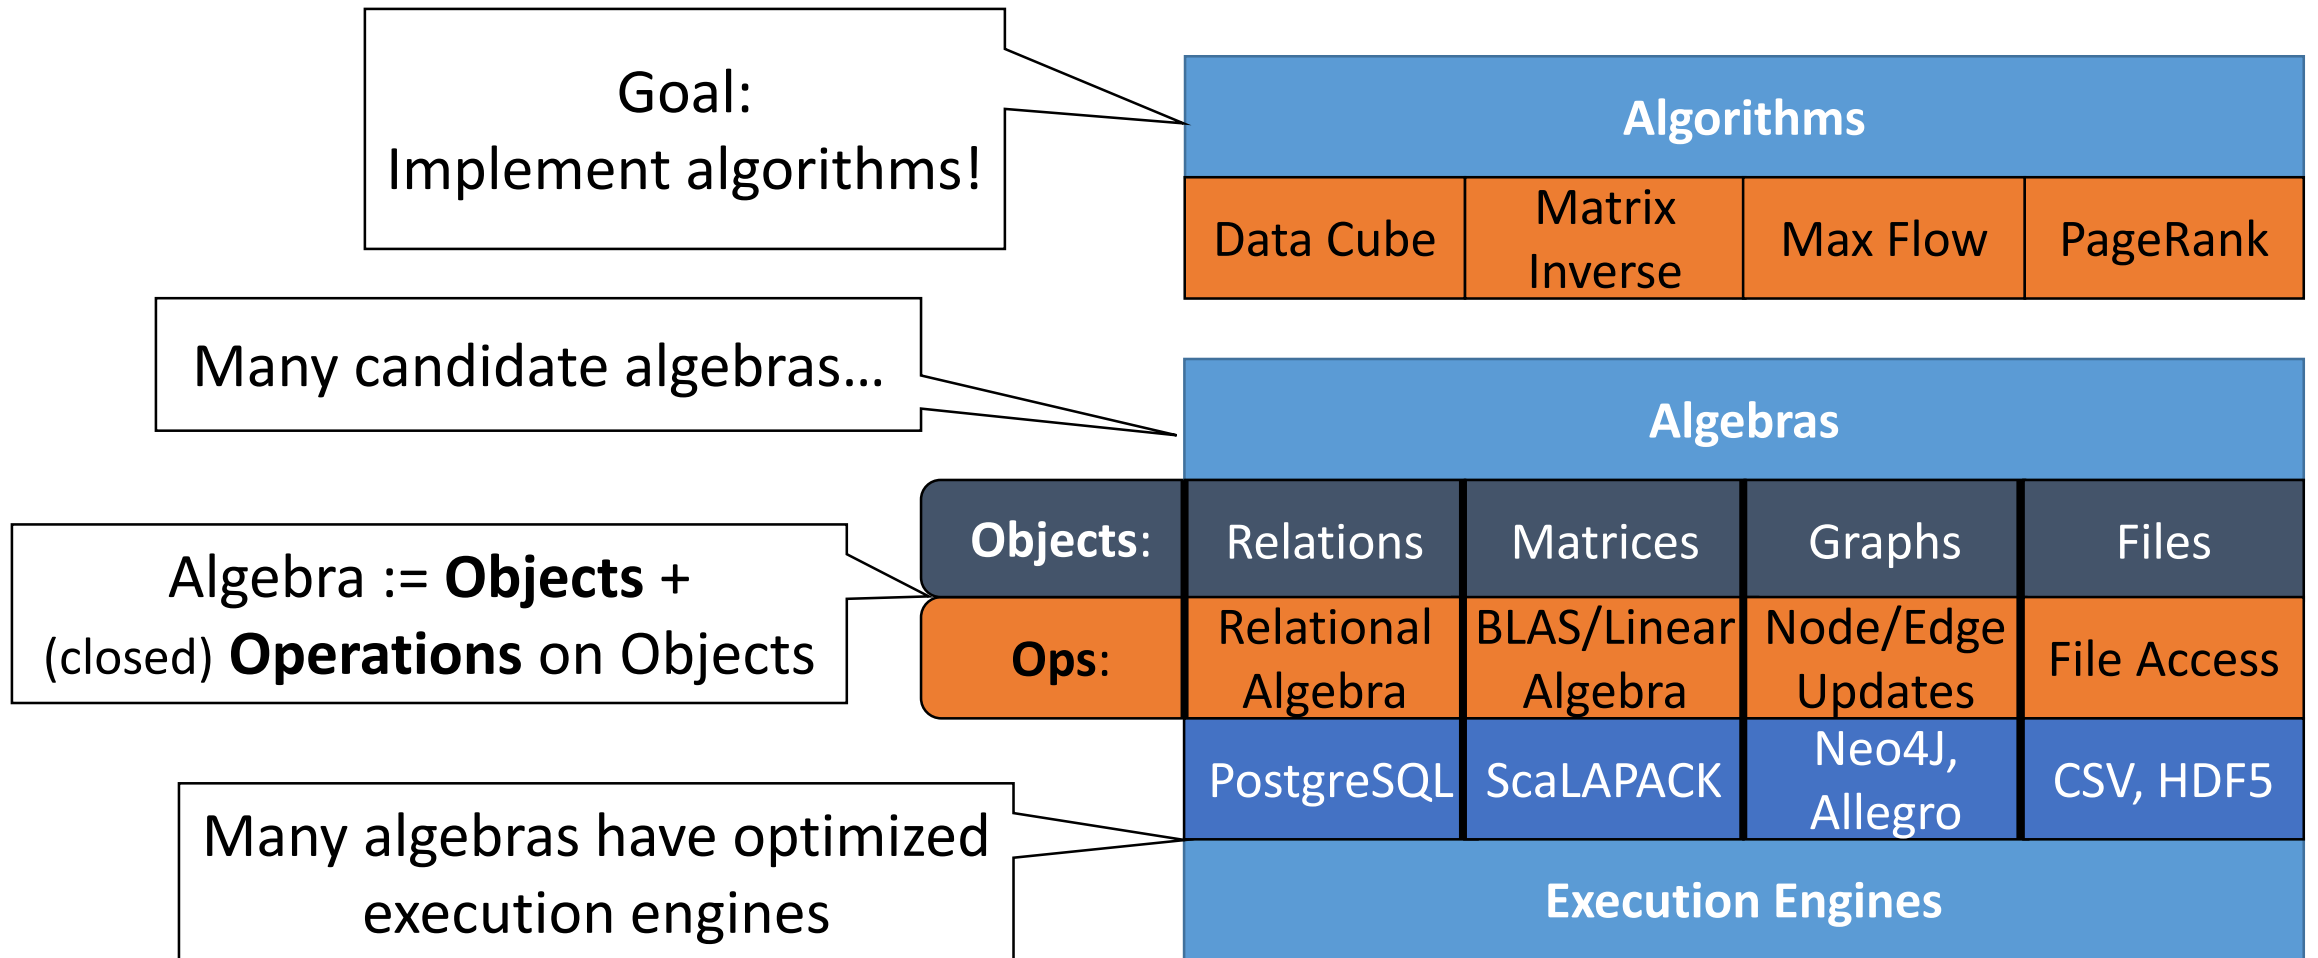 Goal:
Implement algorithms!
Algorithms
Data Cube
Matrix
Inverse
Max Flow
PageRank
Many candidate algebras...
Algebras
Objects:
Relations
Matrices
Graphs
Files
Algebra := Objects +
(closed) Operations on Objects
Ops:
Relational
Algebra
BLAS/Linear
Algebra
Node/Edge
Updates
File Access
PostgreSQL
ScaLAPACK
Neo4J,
Allegro
CSV, HDF5
Many algebras have optimized
execution engines
Execution Engines